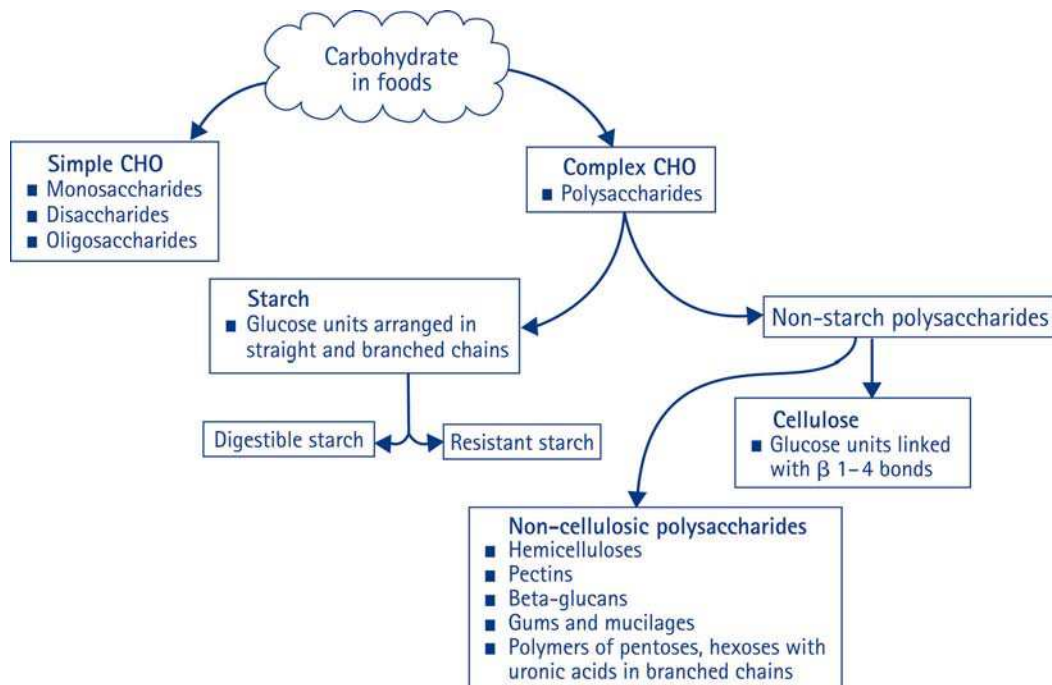 Carbohydrate
in foods
Simple CHO
■ Monosaccharides
■ Disaccharides
■ Oligosaccharides
Complex CHO
■ Polysaccharides
Starch
■ Glucose units arranged in
straight and branched chains
Non-starch polysaccharides
Digestible starch
Resistant starch
Cellulose
■ Glucose units linked
with β 1–4 bonds
Non-cellulosic polysaccharides
■ Hemicelluloses
■ Pectins
■ Beta-glucans
■ Gums and mucilages
■ Polymers of pentoses, hexoses with
uronic acids in branched chains